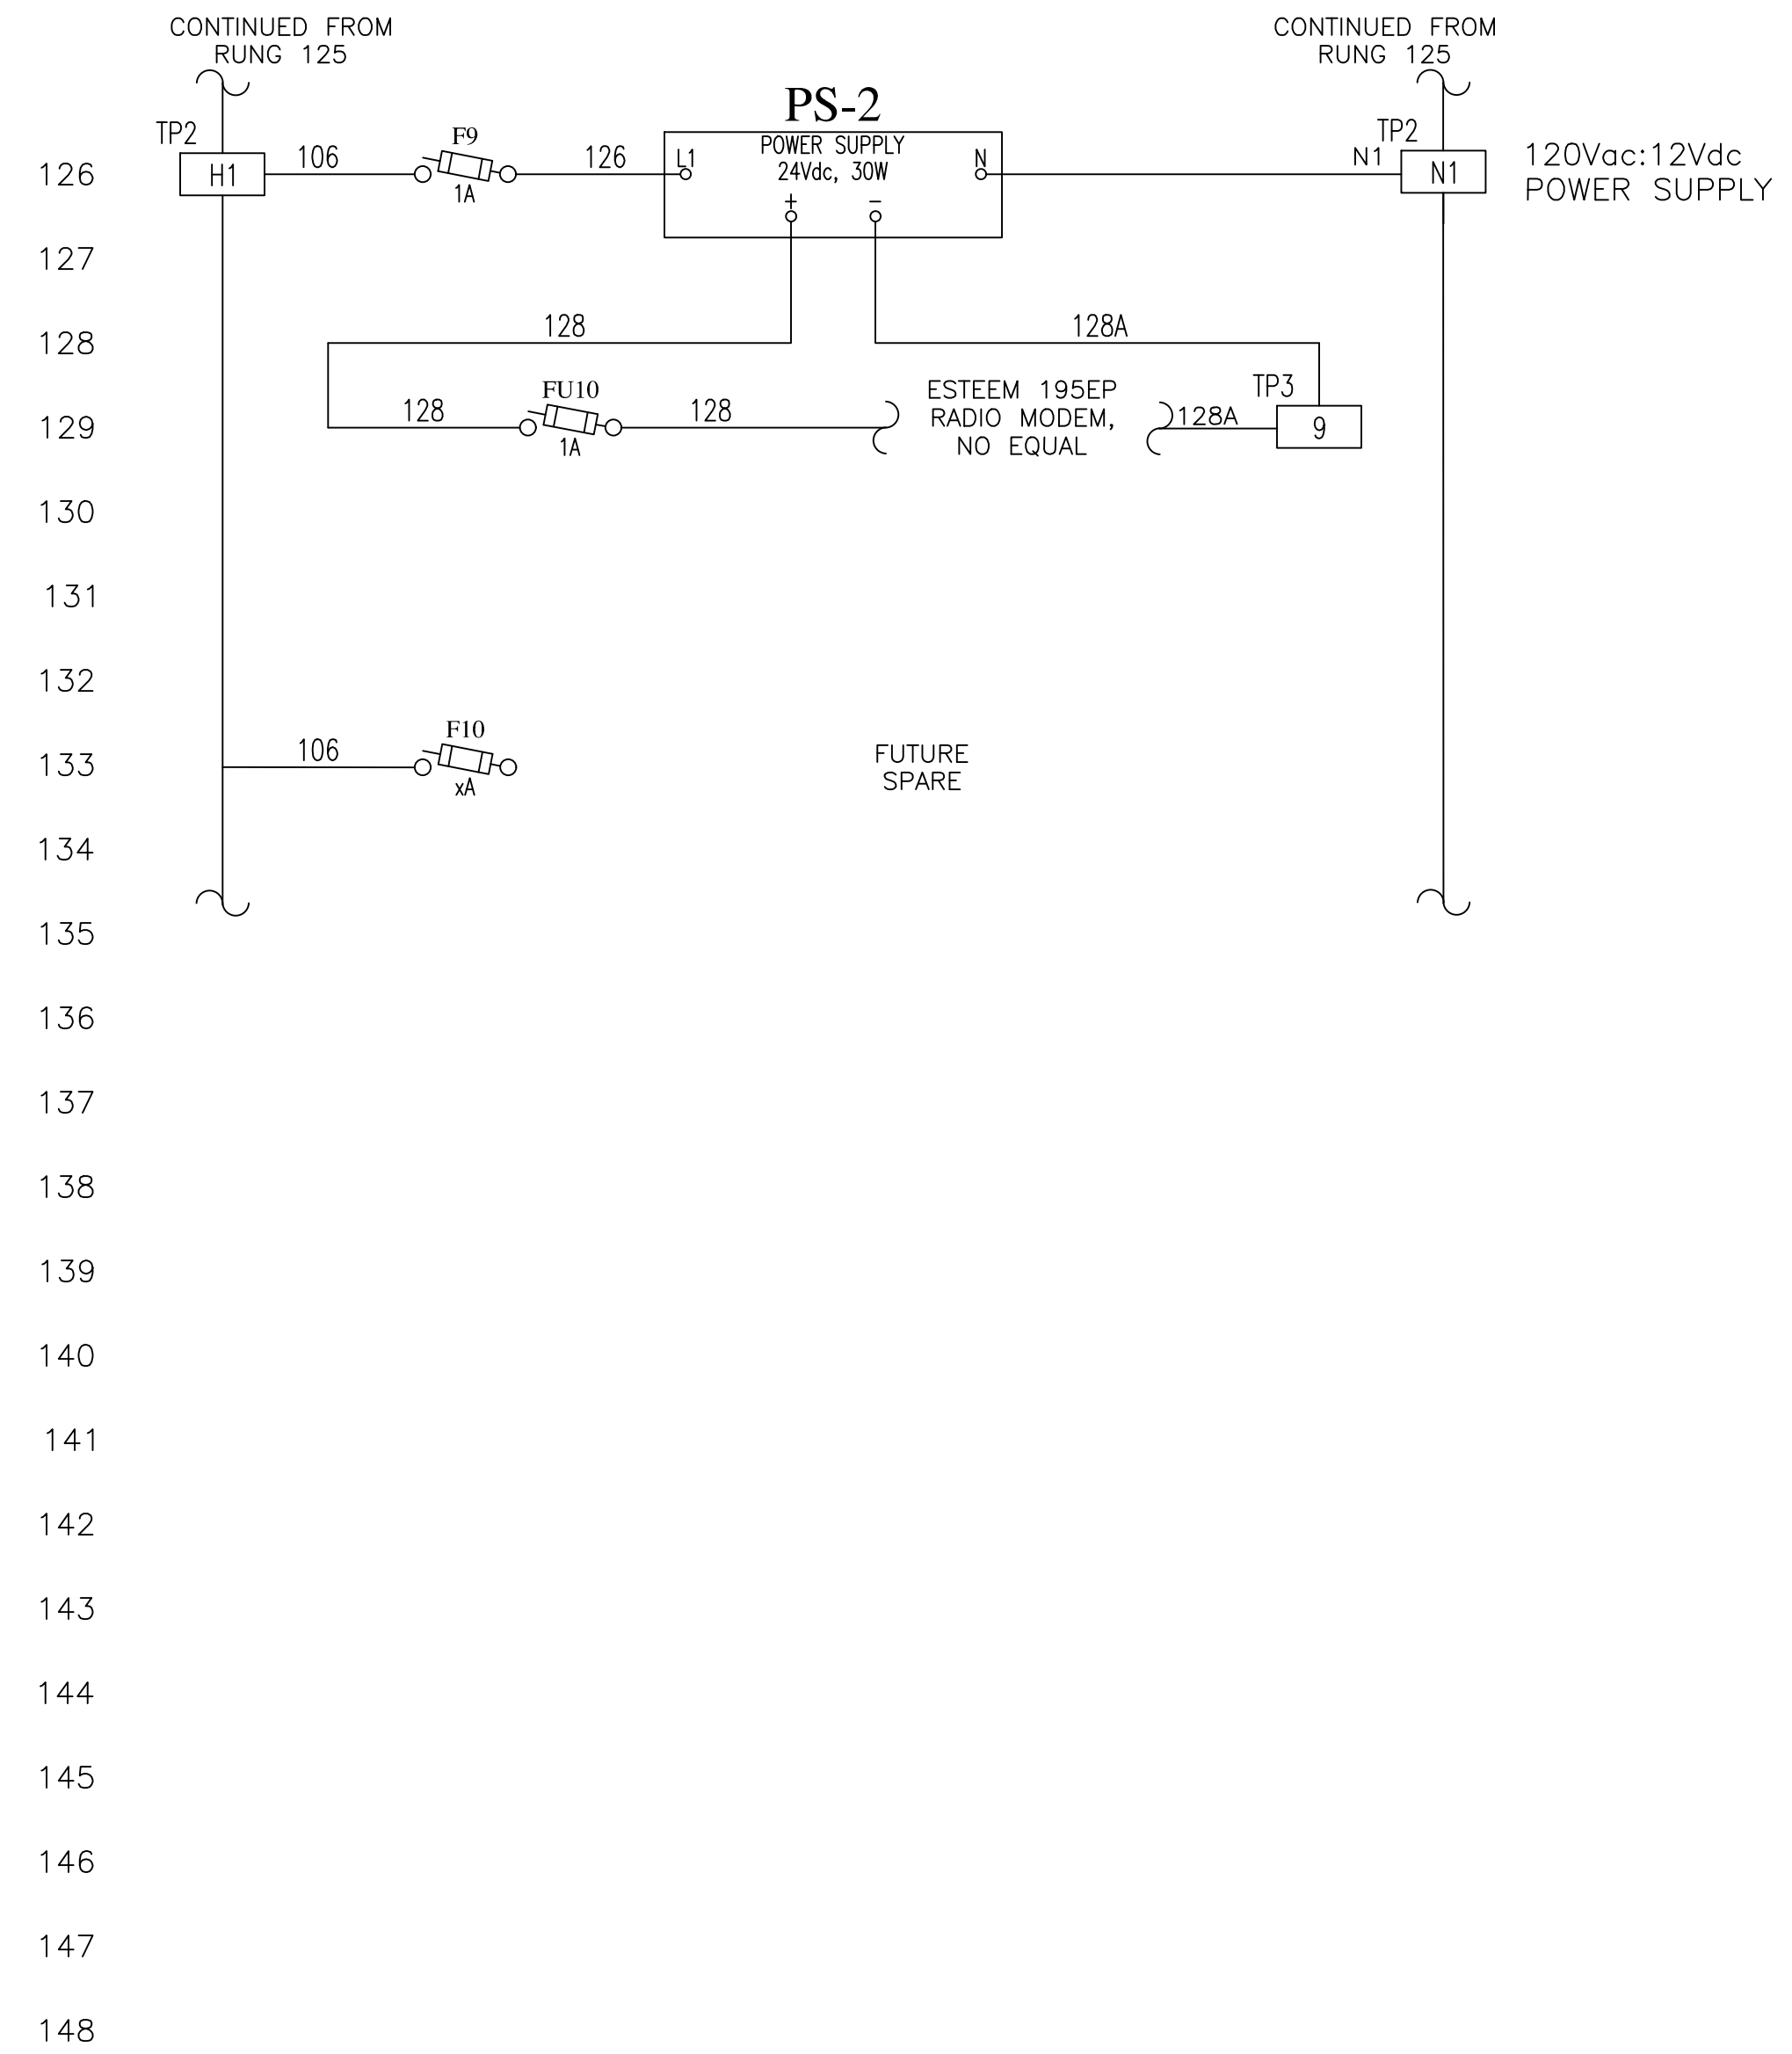 CONTINUED FROM
RUNG 125
CONTINUED FROM
RUNG 125
PS-2
TP2
F9
POWER SUPPLY
TP2
126
H1
106
1A
126
L1
24Vdc, 30W
N
N1
N1
120Vac:12Vdc
POWER SUPPLY
+
−
127
128
128
128A
129
128
FU10
1A
128
ESTEEM 195EP
RADIO MODEM,
NO EQUAL
128A
TP3
9
130
131
132
133
106
F10
xA
FUTURE
SPARE
134
135
136
137
138
139
140
141
142
143
144
145
146
147
148